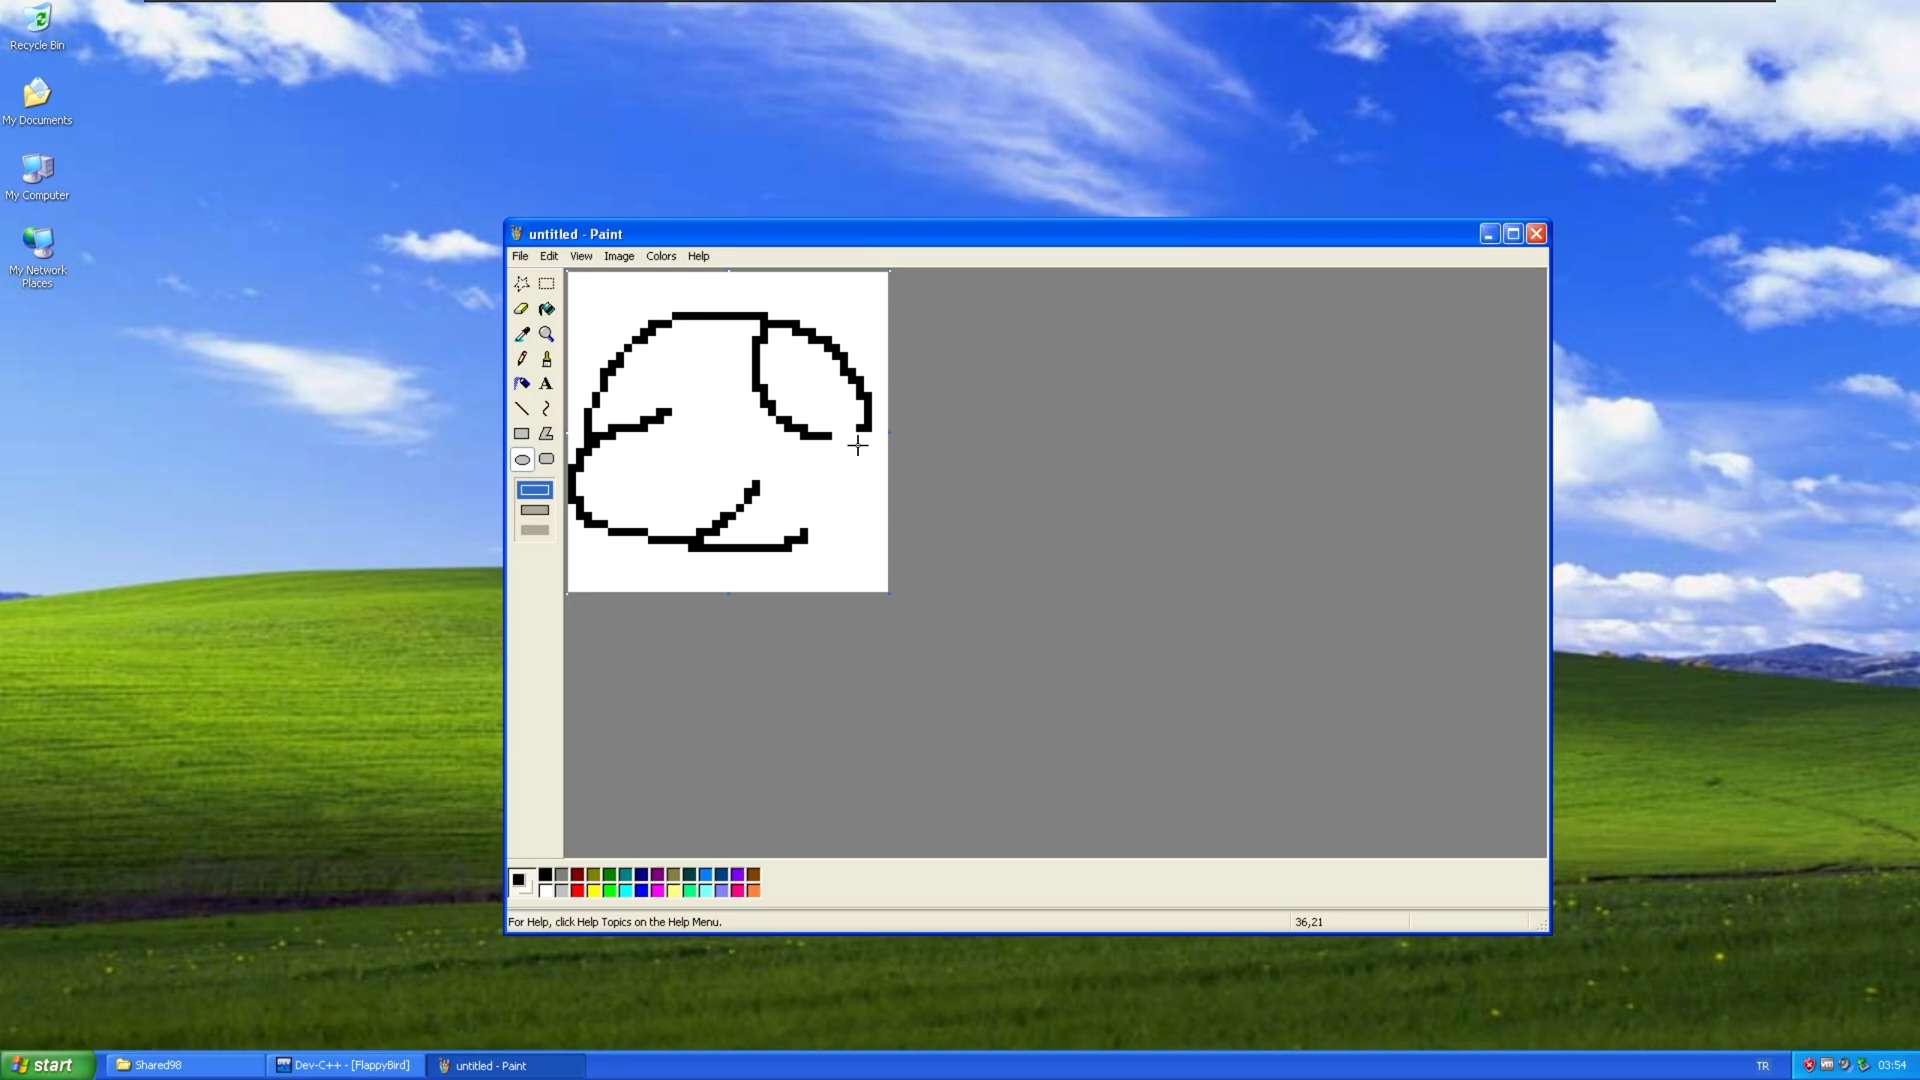 Recycle Bin
My Documents
My Computer
My Network
Places
untitled - Paint
File Edit View Image Colors Help
A
For Help, click Help Topics on the Help Menu.
36,21
start
Shared98
Dev-C++ - [FlappyBird]
untitled - Paint
TR
03:54